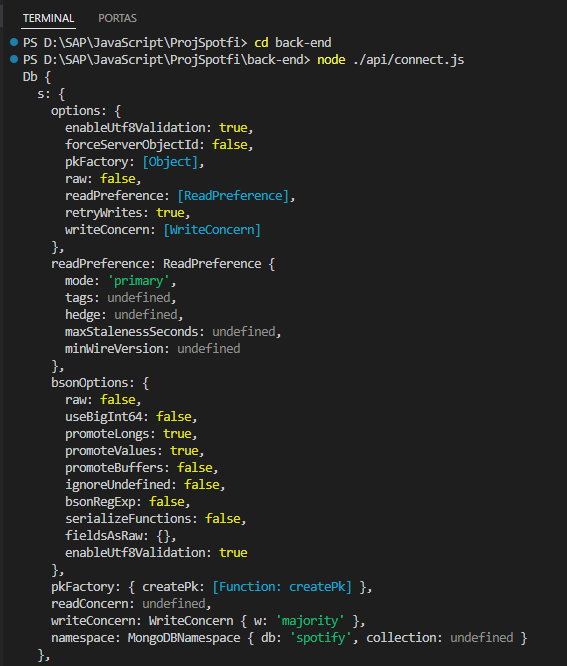 TERMINAL PORTAS
PS D:\SAP\JavaScript\ProjSpotfi> cd back-end
PS D:\SAP\JavaScript\ProjSpotfi\back-end> node ./api/connect.js
Db {
  s: {
    options: {
      enableUtf8Validation: true,
      forceServerObjectId: false,
      pkFactory: [Object],
      raw: false,
      readPreference: [ReadPreference],
      retryWrites: true,
      writeConcern: [WriteConcern]
    },
    readPreference: ReadPreference {
      mode: 'primary',
      tags: undefined,
      hedge: undefined,
      maxStalenessSeconds: undefined,
      minWireVersion: undefined
    },
    bsonOptions: {
      raw: false,
      useBigInt64: false,
      promoteLongs: true,
      promoteValues: true,
      promoteBuffers: false,
      ignoreUndefined: false,
      bsonRegExp: false,
      serializeFunctions: false,
      fieldsAsRaw: {},
      enableUtf8Validation: true
    },
    pkFactory: { createPk: [Function: createPk] },
    readConcern: undefined,
    writeConcern: WriteConcern { w: 'majority' },
    namespace: MongoDBNamespace { db: 'spotify', collection: undefined }
  },